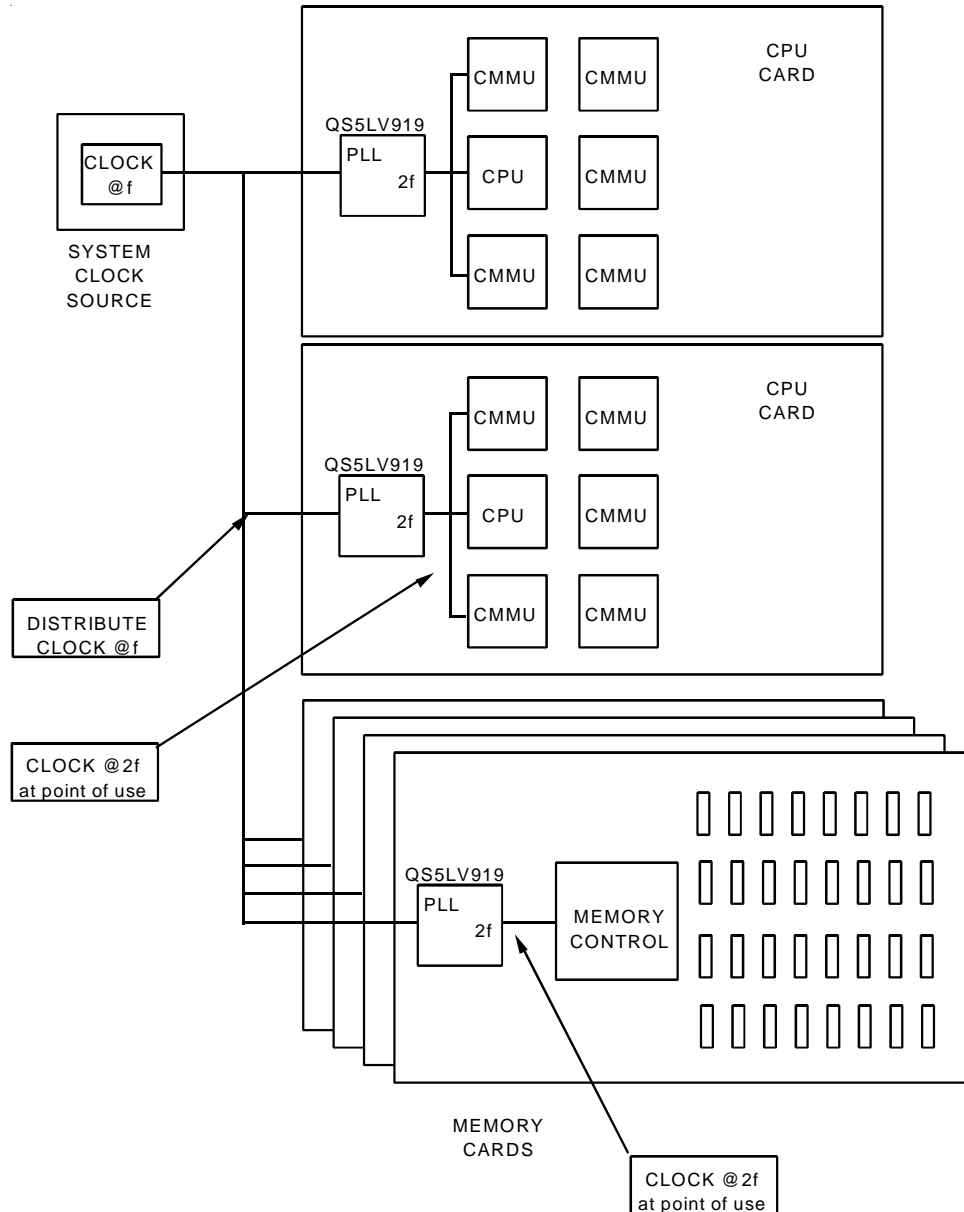 CPU
CARD
CMMU
CMMU
QS5LV919
PLL
2f
CPU
CMMU
CMMU
CMMU
CLOCK
@f
SYSTEM
CLOCK
SOURCE
CPU
CARD
CMMU
CMMU
QS5LV919
PLL
2f
CPU
CMMU
CMMU
CMMU
DISTRIBUTE
CLOCK @f
CLOCK @2f
at point of use
QS5LV919
PLL
2f
MEMORY
CONTROL
MEMORY
CARDS
CLOCK @2f
at point of use